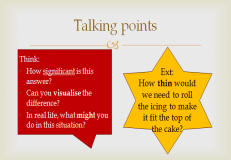 Talking points
Think:
How significant is this
answer?
Can you visualise the
difference?
In real life, what might you
do in this situation?
Ext:
How thin would
we need to roll
the icing to make
it fit the top of
the cake?